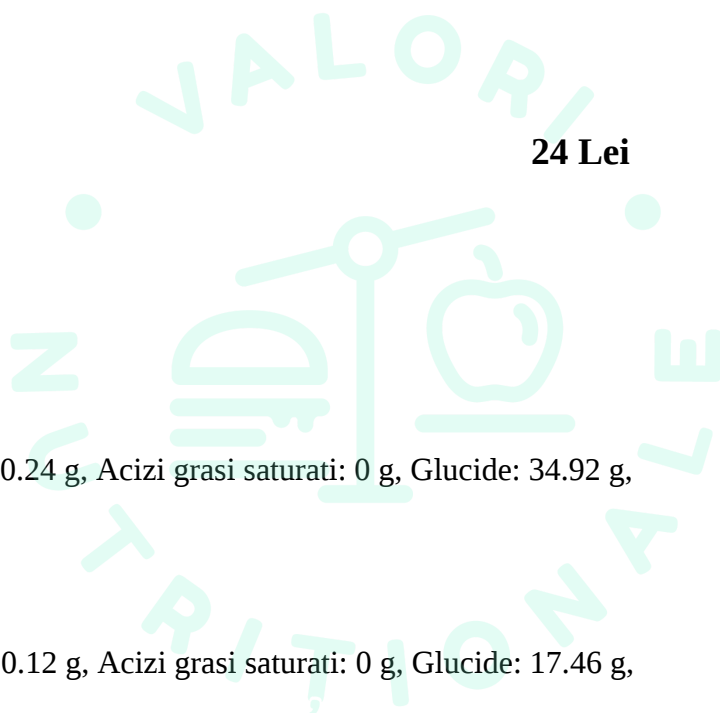 VALORI
24 Lei
0.24 g, Acizi grasi saturati: 0 g, Glucide: 34.92 g,
0.12 g, Acizi grasi saturati: 0 g, Glucide: 17.46 g,
NUTRIȚIONALE